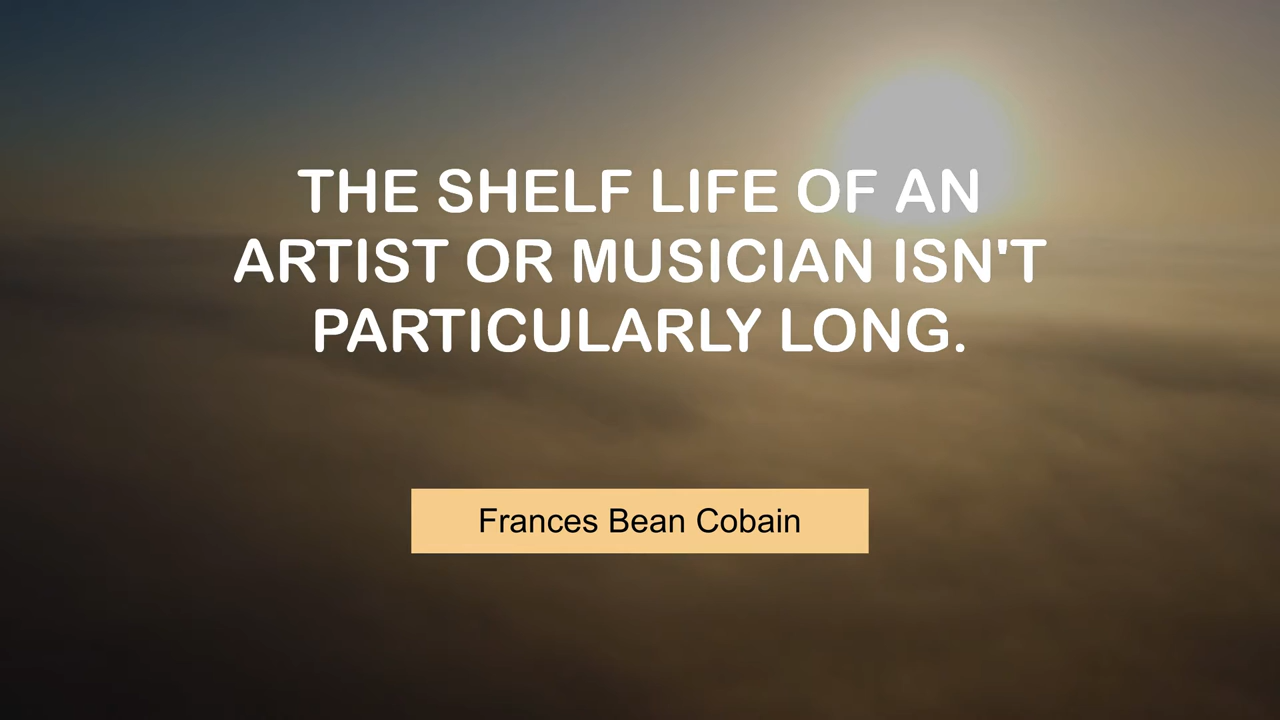 THE SHELF LIFE OF AN
ARTIST OR MUSICIAN ISN'T
PARTICULARLY LONG.
Frances Bean Cobain